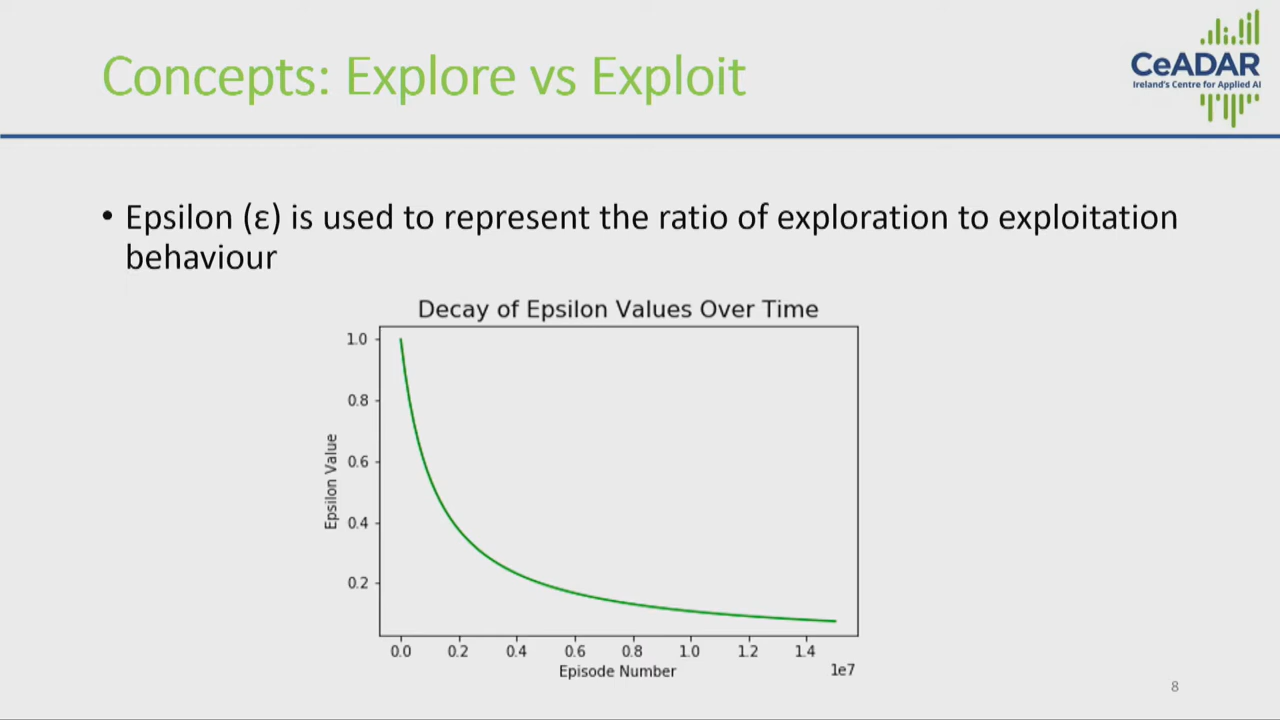 Concepts: Explore vs Exploit
CeADAR
Ireland's Centre for Applied AI
• Epsilon (ε) is used to represent the ratio of exploration to exploitation
behaviour
Decay of Epsilon Values Over Time
1.0
0.8
0.6
0.4
0.2
Epsilon Value
0.0 0.2 0.4 0.6 0.8 1.0 1.2 1.4
1e7
Episode Number
8